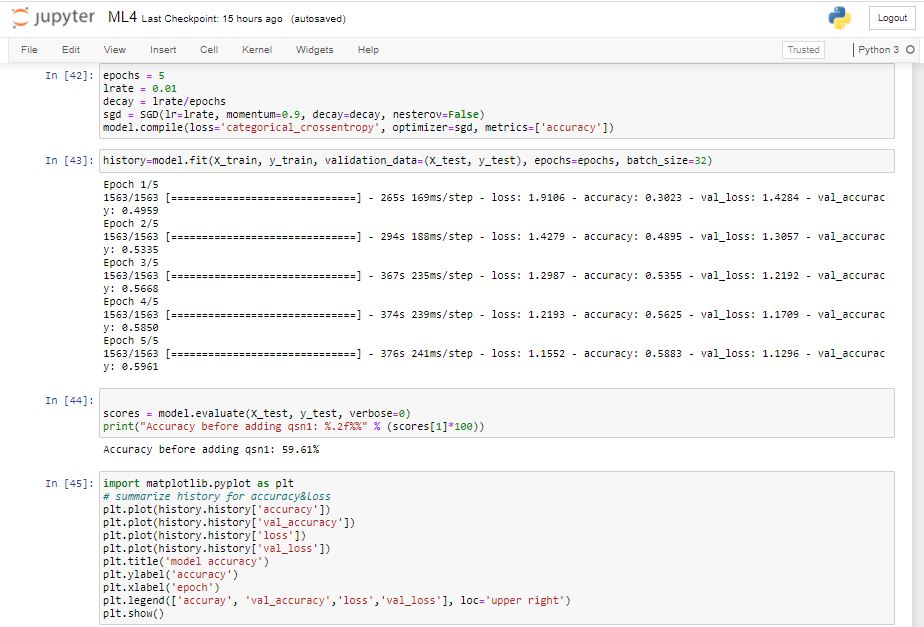 jupyter ML4 Last Checkpoint: 15 hours ago (autosaved) Logout
File Edit View Insert Cell Kernel Widgets Help Trusted Python 3
In [42]: epochs = 5
lrate = 0.01
decay = lrate/epochs
sgd = SGD(lr=lrate, momentum=0.9, decay=decay, nesterov=False)
model.compile(loss='categorical_crossentropy', optimizer=sgd, metrics=['accuracy'])
In [43]: history=model.fit(X_train, y_train, validation_data=(X_test, y_test), epochs=epochs, batch_size=32)
Epoch 1/5
1563/1563 [==============================] - 265s 169ms/step - loss: 1.9106 - accuracy: 0.3023 - val_loss: 1.4284 - val_accurac
y: 0.4959
Epoch 2/5
1563/1563 [==============================] - 294s 188ms/step - loss: 1.4279 - accuracy: 0.4895 - val_loss: 1.3057 - val_accurac
y: 0.5335
Epoch 3/5
1563/1563 [==============================] - 367s 235ms/step - loss: 1.2987 - accuracy: 0.5355 - val_loss: 1.2192 - val_accurac
y: 0.5668
Epoch 4/5
1563/1563 [==============================] - 374s 239ms/step - loss: 1.2193 - accuracy: 0.5625 - val_loss: 1.1709 - val_accurac
y: 0.5850
Epoch 5/5
1563/1563 [==============================] - 376s 241ms/step - loss: 1.1552 - accuracy: 0.5883 - val_loss: 1.1296 - val_accurac
y: 0.5961
In [44]:
scores = model.evaluate(X_test, y_test, verbose=0)
print("Accuracy before adding qsn1: %.2f%%" % (scores[1]*100))
Accuracy before adding qsn1: 59.61%
In [45]: import matplotlib.pyplot as plt
# summarize history for accuracy&loss
plt.plot(history.history['accuracy'])
plt.plot(history.history['val_accuracy'])
plt.plot(history.history['loss'])
plt.plot(history.history['val_loss'])
plt.title('model accuracy')
plt.ylabel('accuracy')
plt.xlabel('epoch')
plt.legend(['accuray', 'val_accuracy','loss','val_loss'], loc='upper right')
plt.show()